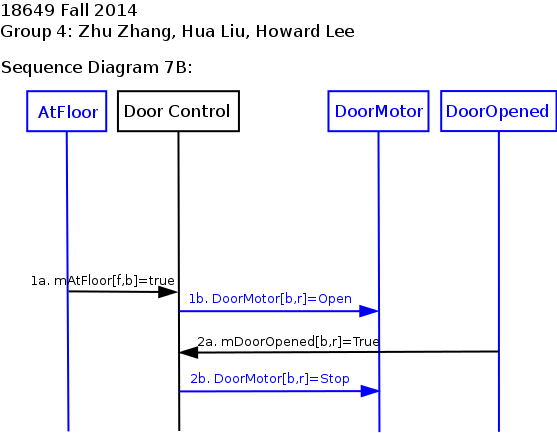 18649 Fall 2014
Group 4: Zhu Zhang, Hua Liu, Howard Lee
Sequence Diagram 7B:
AtFloor
Door Control
DoorMotor
DoorOpened
1a. mAtFloor[f,b]=true
1b. DoorMotor[b,r]=Open
2a. mDoorOpened[b,r]=True
2b. DoorMotor[b,r]=Stop